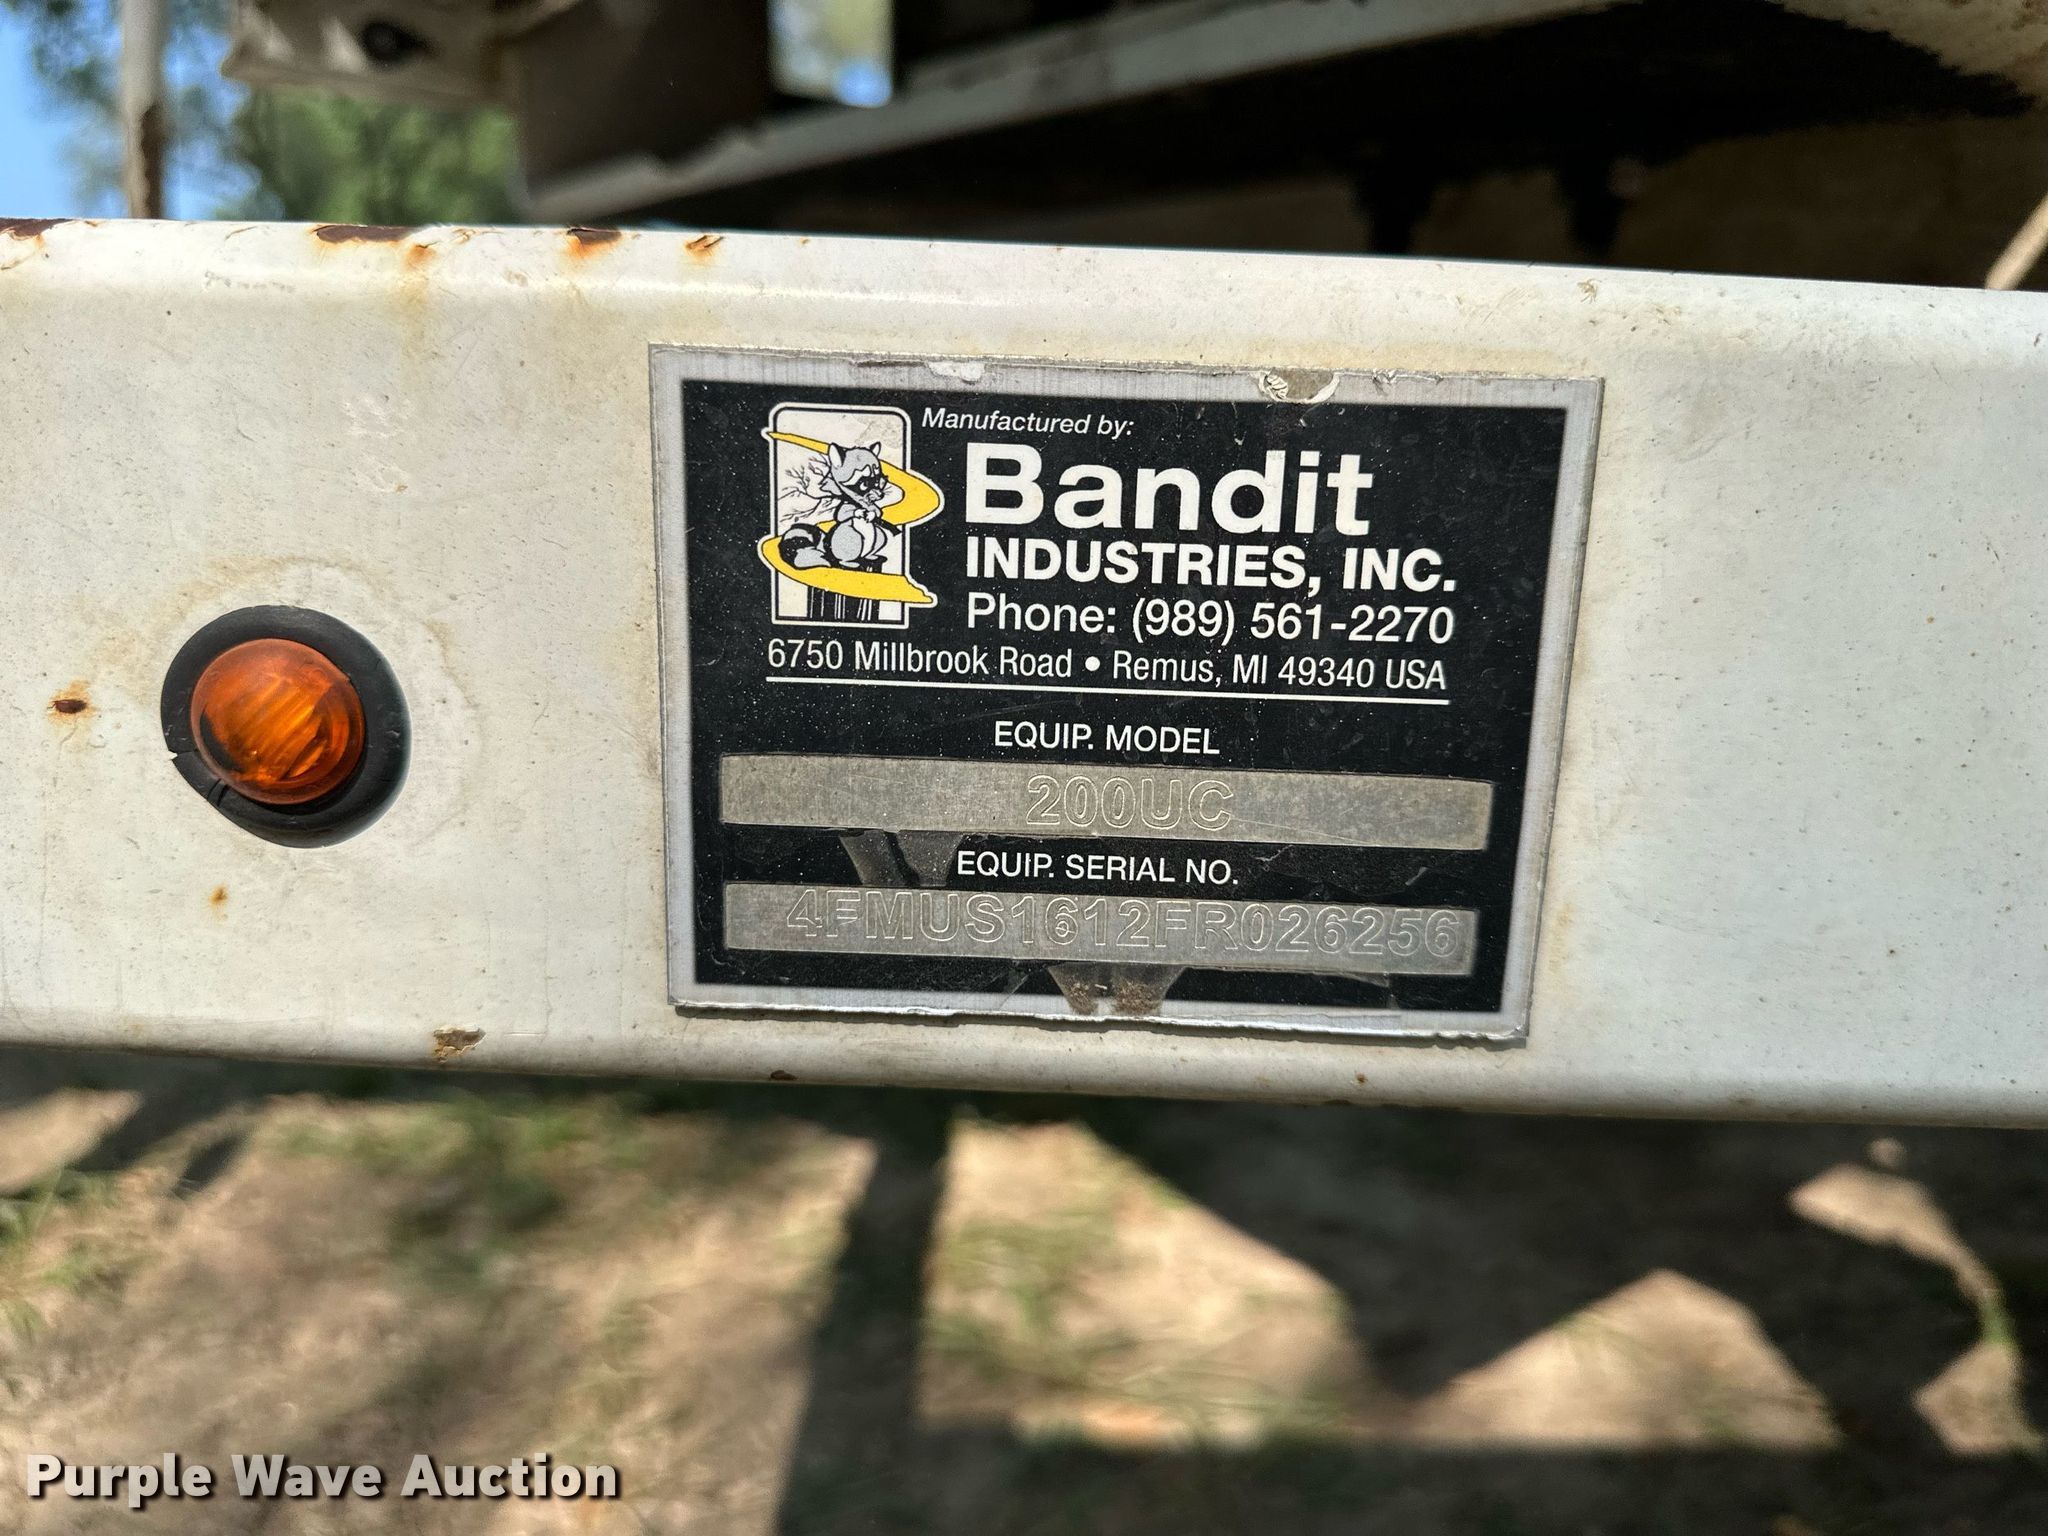 Manufactured by:
Bandit
INDUSTRIES, INC.
Phone: (989) 561-2270
6750 Millbrook Road • Remus, MI 49340 USA
EQUIP. MODEL
200UC
EQUIP. SERIAL NO.
4FMUS1612FR026256
Purple Wave Auction